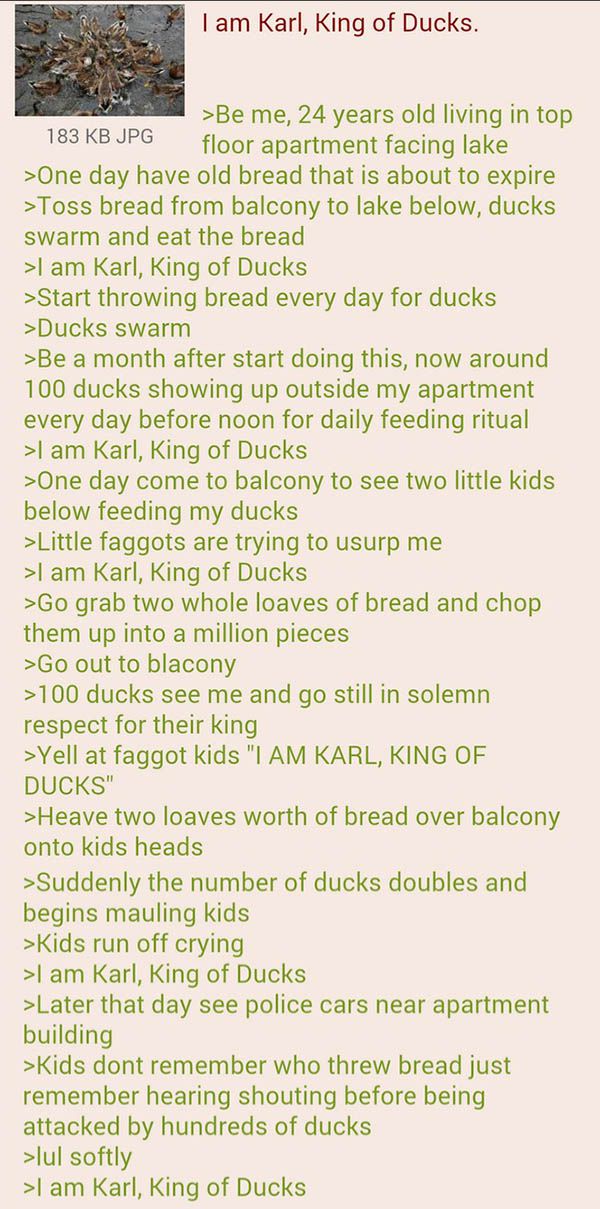 I am Karl, King of Ducks.
183 KB JPG
>Be me, 24 years old living in top
floor apartment facing lake
>One day have old bread that is about to expire
>Toss bread from balcony to lake below, ducks
swarm and eat the bread
>I am Karl, King of Ducks
>Start throwing bread every day for ducks
>Ducks swarm
>Be a month after start doing this, now around
100 ducks showing up outside my apartment
every day before noon for daily feeding ritual
>I am Karl, King of Ducks
>One day come to balcony to see two little kids
below feeding my ducks
>Little faggots are trying to usurp me
>I am Karl, King of Ducks
>Go grab two whole loaves of bread and chop
them up into a million pieces
>Go out to blacony
>100 ducks see me and go still in solemn
respect for their king
>Yell at faggot kids "I AM KARL, KING OF
DUCKS"
>Heave two loaves worth of bread over balcony
onto kids heads
>Suddenly the number of ducks doubles and
begins mauling kids
>Kids run off crying
>I am Karl, King of Ducks
>Later that day see police cars near apartment
building
>Kids dont remember who threw bread just
remember hearing shouting before being
attacked by hundreds of ducks
>lul softly
>I am Karl, King of Ducks